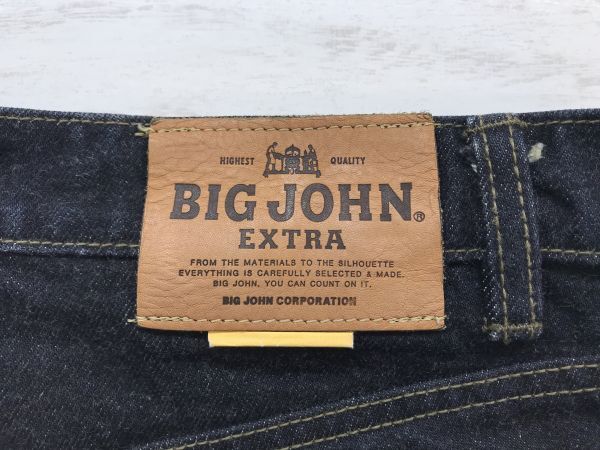 HIGHEST QUALITY
BIG JOHN®
EXTRA
FROM THE MATERIALS TO THE SILHOUETTE
EVERYTHING IS CAREFULLY SELECTED & MADE.
BIG JOHN, YOU CAN COUNT ON IT.
BIG JOHN CORPORATION